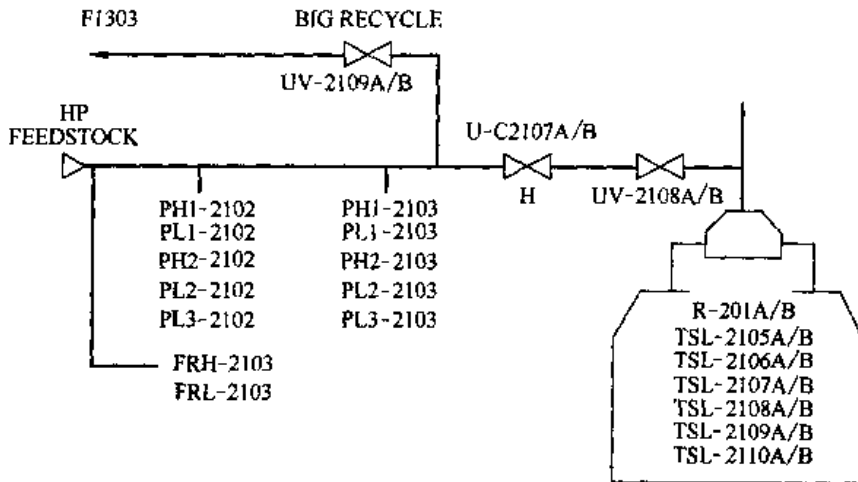 F1303
BIG RECYCLE
UV-2109A/B
HP
FEEDSTOCK
U-C2107A/B
H
UV-2108A/B
PH1-2102
PL1-2102
PH2-2102
PL2-2102
PL3-2102
PH1-2103
PL1-2103
PH2-2103
PL2-2103
PL3-2103
FRH-2103
FRL-2103
R-201A/B
TSL-2105A/B
TSL-2106A/B
TSL-2107A/B
TSL-2108A/B
TSL-2109A/B
TSL-2110A/B